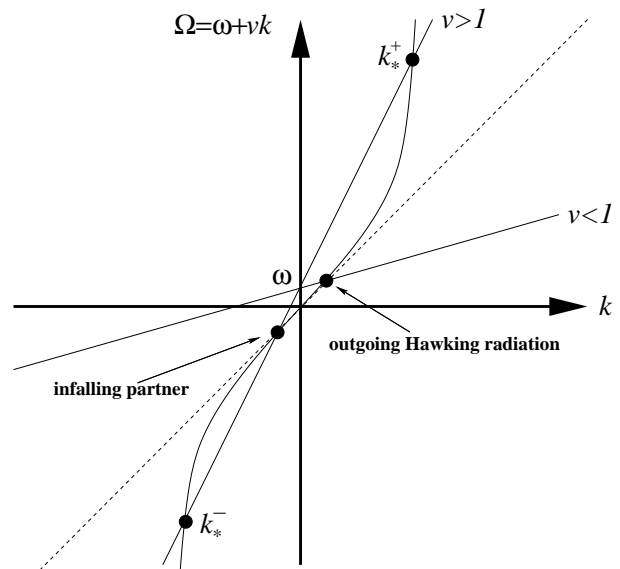 Ω=ω+vk
v>1
k*+
v<1
ω
k
outgoing Hawking radiation
infalling partner
k*−